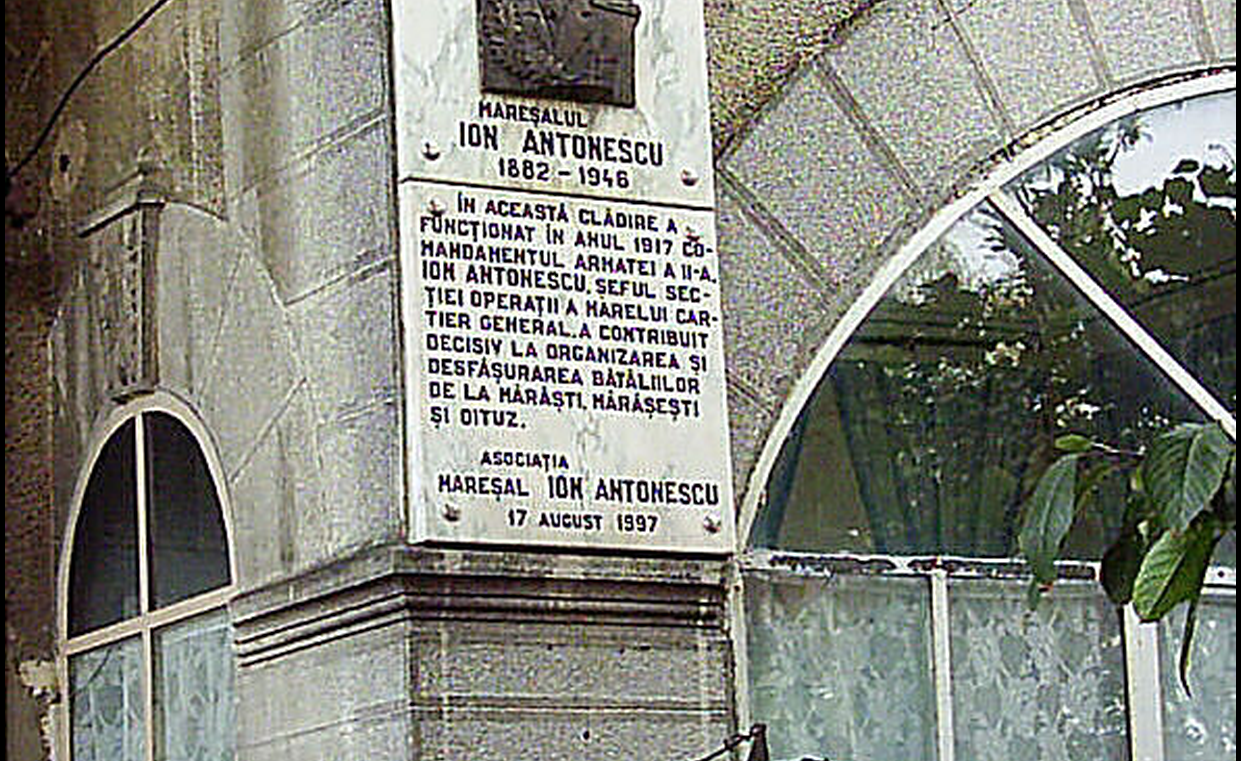 MAREŞALUL
ION ANTONESCU
1882 - 1946
ÎN ACEASTĂ CLĂDIRE A
FUNCŢIONAT ÎN ANUL 1917 CO-
MANDAMENTUL ARMATEI A II-A.
ION ANTONESCU, ŞEFUL SEC-
ŢIEI OPERAŢII A MARELUI CAR-
TIER GENERAL, A CONTRIBUIT
DECISIV LA ORGANIZAREA ŞI
DESFĂŞURAREA BĂTĂLIILOR
DE LA MĂRĂŞTI, MĂRĂŞEŞTI
ŞI OITUZ.
ASOCIAŢIA
MAREŞAL ION ANTONESCU
17 AUGUST 1997